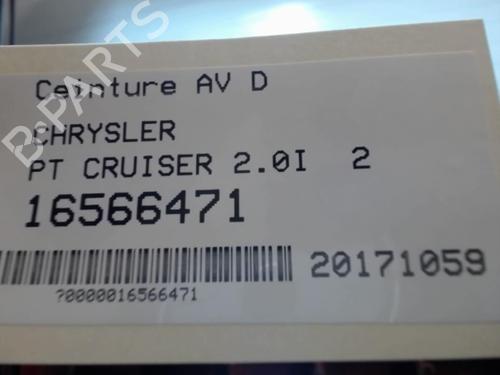 Ceinture AV D
CHRYSLER
PT CRUISER 2.0I 2
16566471
20171059
?0000016566471
B-PARTS